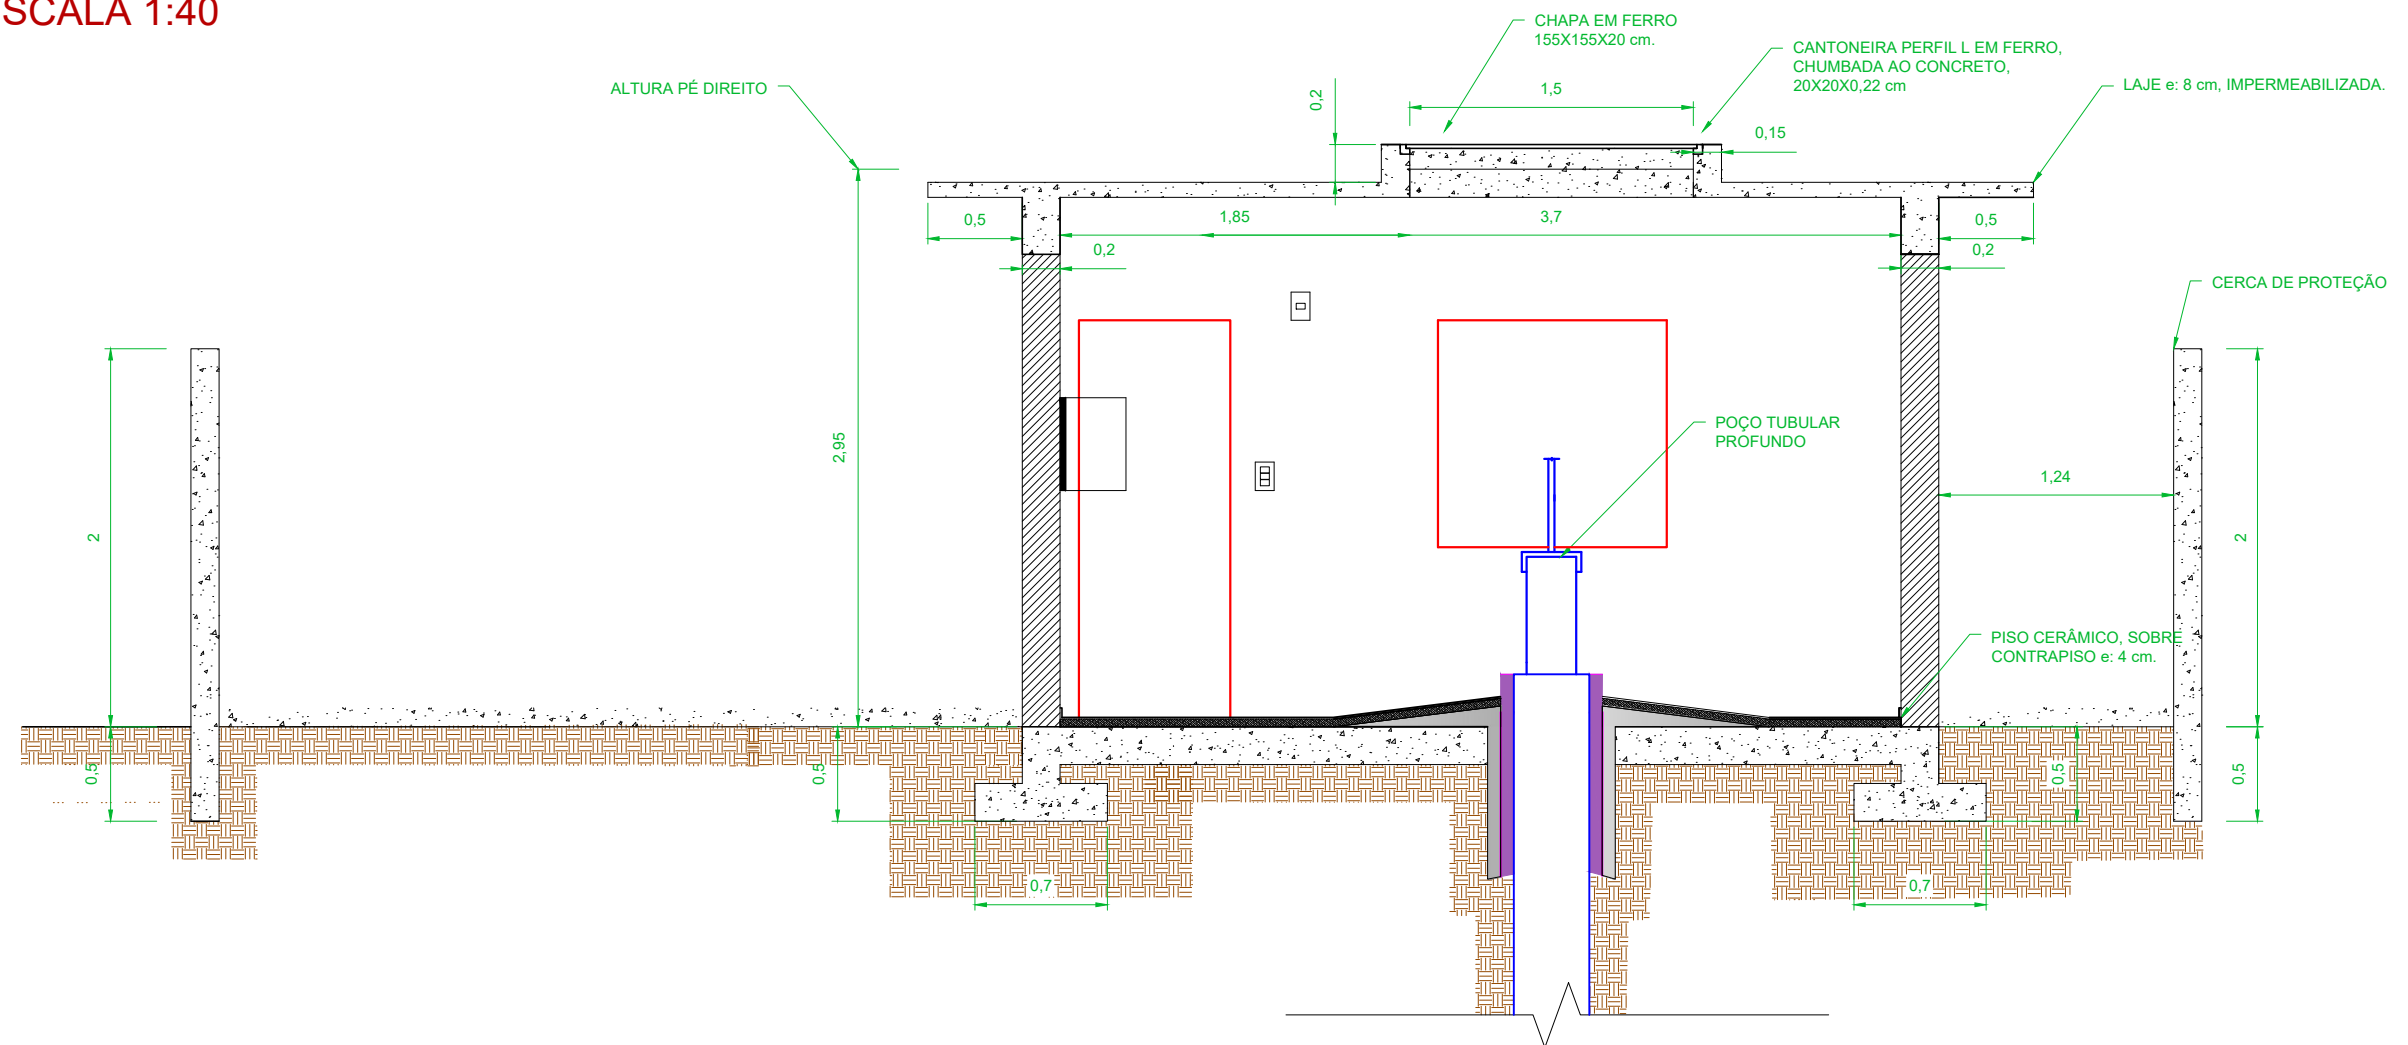 SCALA 1:40
CHAPA EM FERRO
155X155X20 cm.
CANTONEIRA PERFIL L EM FERRO,
CHUMBADA AO CONCRETO,
20X20X0,22 cm
ALTURA PÉ DIREITO
LAJE e: 8 cm, IMPERMEABILIZADA.
0,2
1,5
0,15
0,5
1,85
3,7
0,5
0,2
0,2
CERCA DE PROTEÇÃO
POÇO TUBULAR
PROFUNDO
2,95
1,24
2
2
PISO CERÂMICO, SOBRE
CONTRAPISO e: 4 cm.
0,5
0,5
0,5
0,5
0,7
0,7